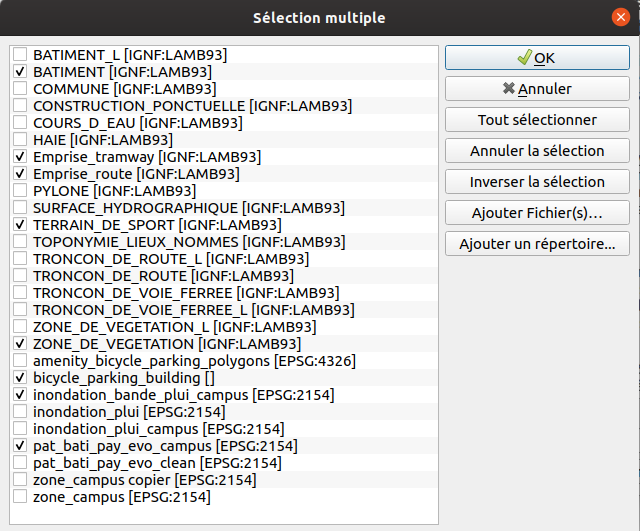 Sélection multiple
BATIMENT_L [IGNF:LAMB93]
BATIMENT [IGNF:LAMB93]
COMMUNE [IGNF:LAMB93]
CONSTRUCTION_PONCTUELLE [IGNF:LAMB93]
COURS_D_EAU [IGNF:LAMB93]
HAIE [IGNF:LAMB93]
Emprise_tramway [IGNF:LAMB93]
Emprise_route [IGNF:LAMB93]
PYLONE [IGNF:LAMB93]
SURFACE_HYDROGRAPHIQUE [IGNF:LAMB93]
TERRAIN_DE_SPORT [IGNF:LAMB93]
TOPONYMIE_LIEUX_NOMMES [IGNF:LAMB93]
TRONCON_DE_ROUTE_L [IGNF:LAMB93]
TRONCON_DE_ROUTE [IGNF:LAMB93]
TRONCON_DE_VOIE_FERREE [IGNF:LAMB93]
TRONCON_DE_VOIE_FERREE_L [IGNF:LAMB93]
ZONE_DE_VEGETATION_L [IGNF:LAMB93]
ZONE_DE_VEGETATION [IGNF:LAMB93]
amenity_bicycle_parking_polygons [EPSG:4326]
bicycle_parking_building []
inondation_bande_plui_campus [EPSG:2154]
inondation_plui [EPSG:2154]
inondation_plui_campus [EPSG:2154]
pat_bati_pay_evo_campus [EPSG:2154]
pat_bati_pay_evo_clean [EPSG:2154]
zone_campus copier [EPSG:2154]
zone_campus [EPSG:2154]
OK
Annuler
Tout sélectionner
Annuler la sélection
Inverser la sélection
Ajouter Fichier(s)…
Ajouter un répertoire...